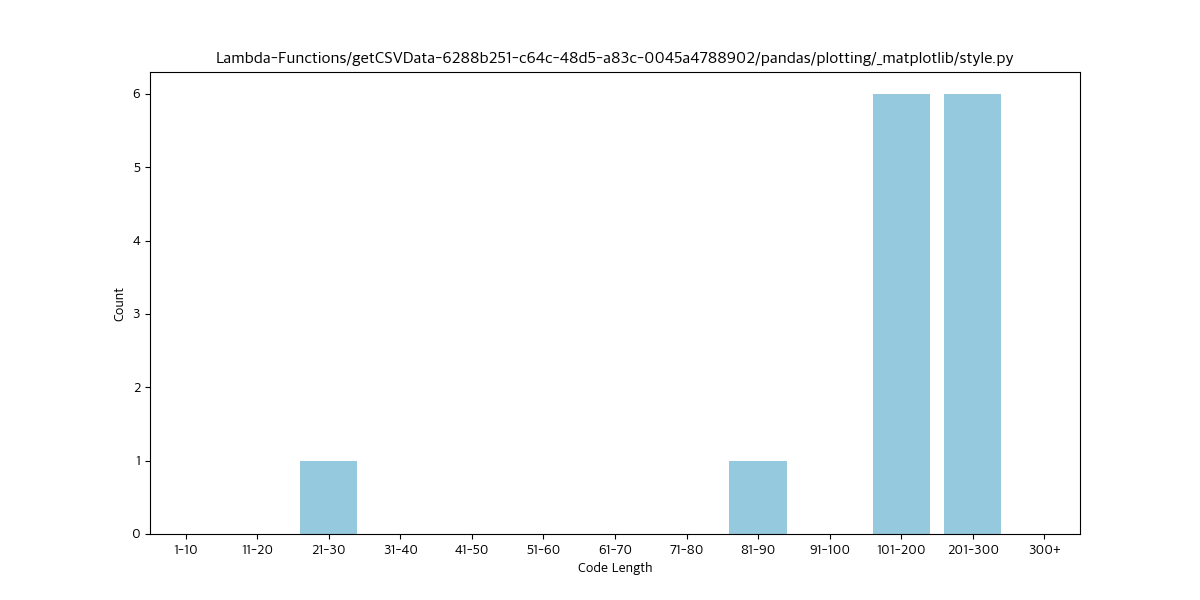 Lambda-Functions/getCSVData-6288b251-c64c-48d5-a83c-0045a4788902/pandas/plotting/_matplotlib/style.py
6
5
4
3
2
1
0
Count
1-10 11-20 21-30 31-40 41-50 51-60 61-70 71-80 81-90 91-100 101-200 201-300 300+
Code Length